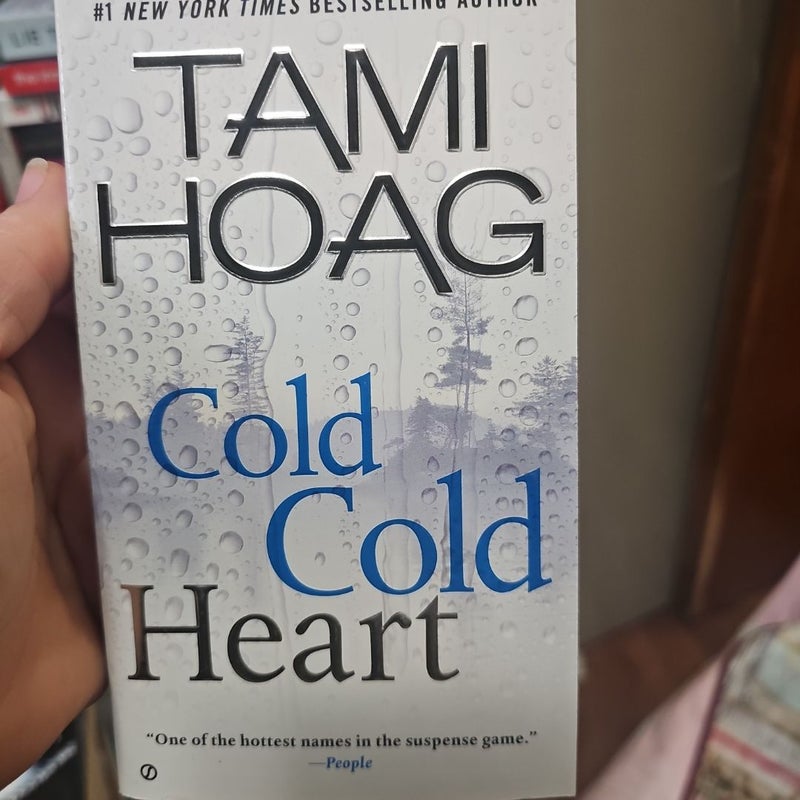 #1 NEW YORK TIMES BESTSELLING AUTHOR
TAMI
HOAG
Cold
Cold
Heart
“One of the hottest names in the suspense game.”
—People